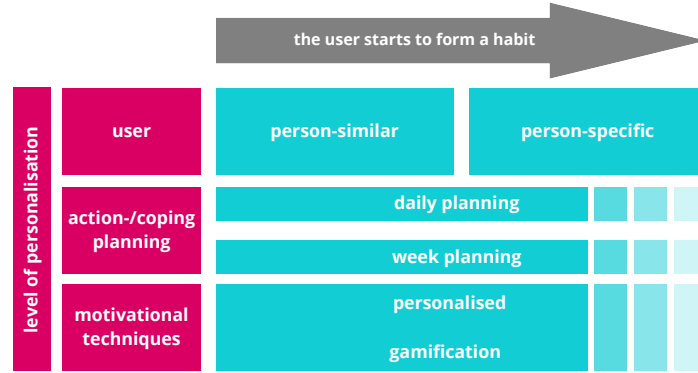 the user starts to form a habit
level of personalisation
user
person-similar
person-specific
action-/coping
planning
daily planning
week planning
motivational
techniques
personalised
gamification